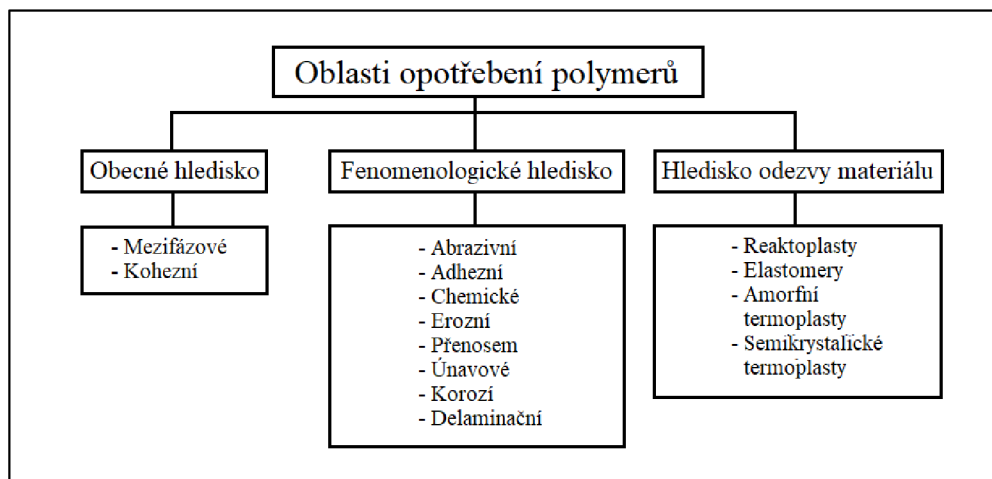 Oblasti opotřebení polymerů
Obecné hledisko
- Mezifázové
- Kohezní
Fenomenologické hledisko
- Abrazivní
- Adhezní
- Chemické
- Erozní
- Přenosem
- Únavové
- Korozí
- Delaminační
Hledisko odezvy materiálu
- Reaktoplasty
- Elastomery
- Amorfní
termoplasty
- Semikrystalické
termoplasty